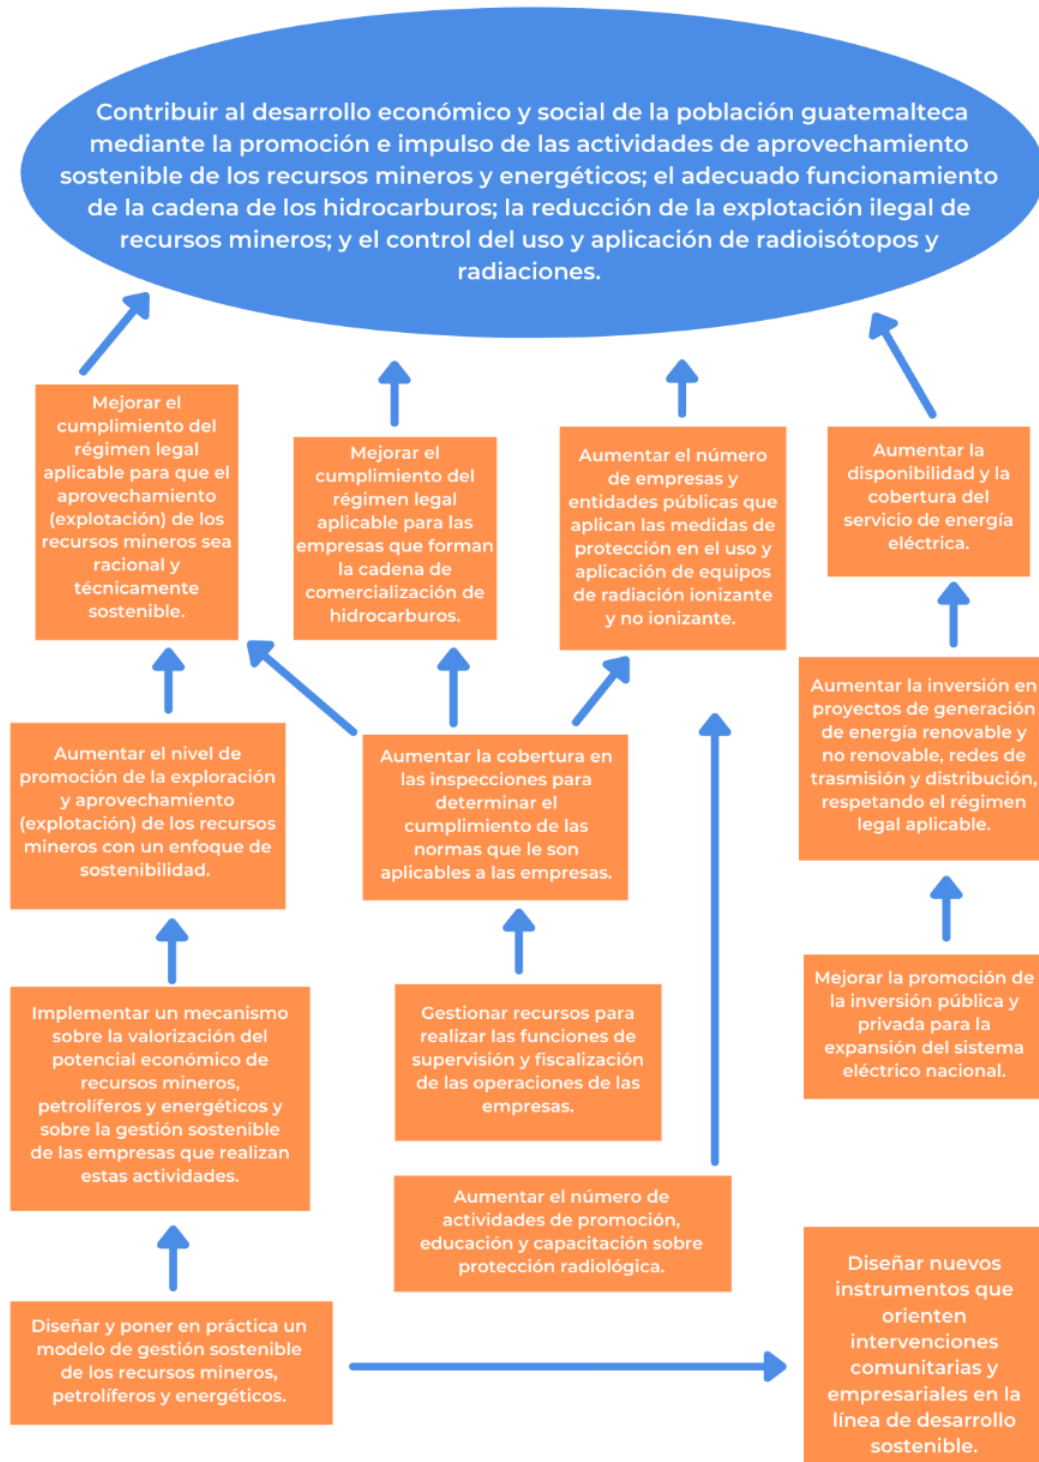 Contribuir al desarrollo económico y social de la población guatemalteca
mediante la promoción e impulso de las actividades de aprovechamiento
sostenible de los recursos mineros y energéticos; el adecuado funcionamiento
de la cadena de los hidrocarburos; la reducción de la explotación ilegal de
recursos mineros; y el control del uso y aplicación de radioisótopos y
radiaciones.
Mejorar el
cumplimiento del
régimen legal
aplicable para que el
aprovechamiento
(explotación) de los
recursos mineros sea
racional y
técnicamente
sostenible.
Mejorar el
cumplimiento del
régimen legal
aplicable para las
empresas que forman
la cadena de
comercialización de
hidrocarburos.
Aumentar el número
de empresas y
entidades públicas que
aplican las medidas de
protección en el uso y
aplicación de equipos
de radiación ionizante
y no ionizante.
Aumentar la
disponibilidad y la
cobertura del
servicio de energía
eléctrica.
Aumentar el nivel de
promoción de la exploración
y aprovechamiento
(explotación) de los recursos
mineros con un enfoque de
sostenibilidad.
Aumentar la cobertura en
las inspecciones para
determinar el
cumplimiento de las
normas que le son
aplicables a las empresas.
Aumentar la inversión en
proyectos de generación
de energía renovable y
no renovable, redes de
trasmisión y distribución,
respetando el régimen
legal aplicable.
Implementar un mecanismo
sobre la valorización del
potencial económico de
recursos mineros,
petrolíferos y energéticos y
sobre la gestión sostenible
de las empresas que realizan
estas actividades.
Gestionar recursos para
realizar las funciones de
supervisión y fiscalización
de las operaciones de las
empresas.
Mejorar la promoción de
la inversión pública y
privada para la
expansión del sistema
eléctrico nacional.
Aumentar el número de
actividades de promoción,
educación y capacitación sobre
protección radiológica.
Diseñar y poner en práctica un
modelo de gestión sostenible
de los recursos mineros,
petrolíferos y energéticos.
Diseñar nuevos
instrumentos que
orienten
intervenciones
comunitarias y
empresariales en la
línea de desarrollo
sostenible.